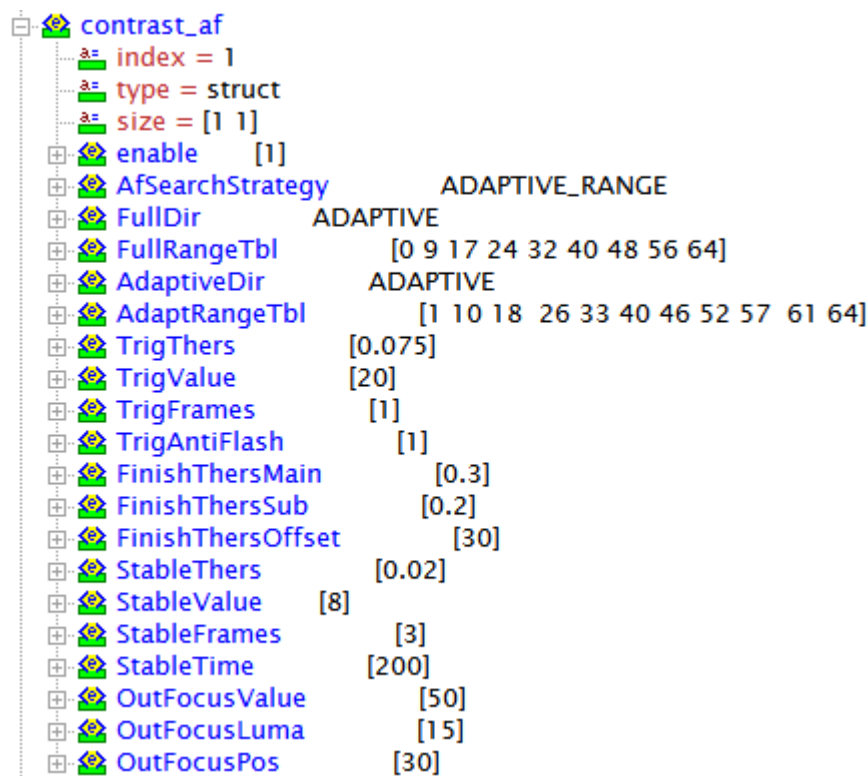 contrast_af
index = 1
type = struct
size = [1 1]
enable [1]
AfSearchStrategy ADAPTIVE_RANGE
FullDir ADAPTIVE
FullRangeTbl [0 9 17 24 32 40 48 56 64]
AdaptiveDir ADAPTIVE
AdaptRangeTbl [1 10 18 26 33 40 46 52 57 61 64]
TrigThers [0.075]
TrigValue [20]
TrigFrames [1]
TrigAntiFlash [1]
FinishThersMain [0.3]
FinishThersSub [0.2]
FinishThersOffset [30]
StableThers [0.02]
StableValue [8]
StableFrames [3]
StableTime [200]
OutFocusValue [50]
OutFocusLuma [15]
OutFocusPos [30]